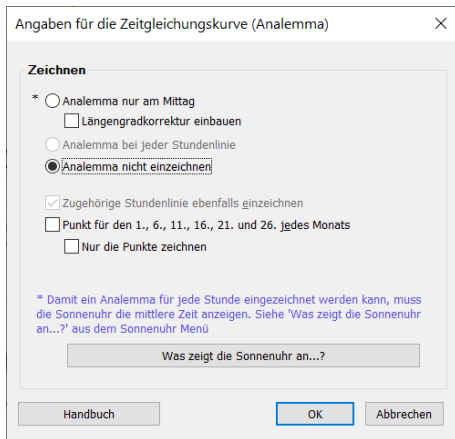 Angaben für die Zeitgleichungskurve (Analemma)
Zeichnen
* Analemma nur am Mittag
Längengradkorrektur einbauen
Analemma bei jeder Stundenlinie
Analemma nicht einzeichnen
Zugehörige Stundenlinie ebenfalls einzeichnen
Punkt für den 1., 6., 11., 16., 21. und 26. jedes Monats
Nur die Punkte zeichnen
* Damit ein Analemma für jede Stunde eingezeichnet werden kann, muss
die Sonnenuhr die mittlere Zeit anzeigen. Siehe 'Was zeigt die Sonnenuhr
an...?' aus dem Sonnenuhr Menü
Was zeigt die Sonnenuhr an...?
Handbuch
OK
Abbrechen